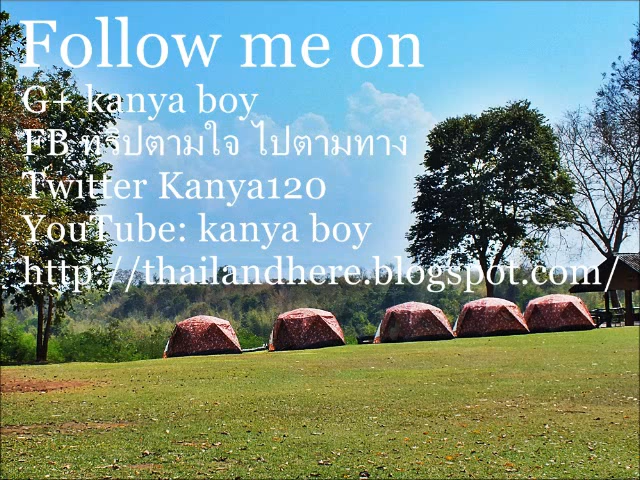 Follow me on
G+ kanya boy
FB ทริปตามใจ ไปตามทาง
Twitter Kanya120
YouTube: kanya boy
http://thailandhere.blogspot.com/